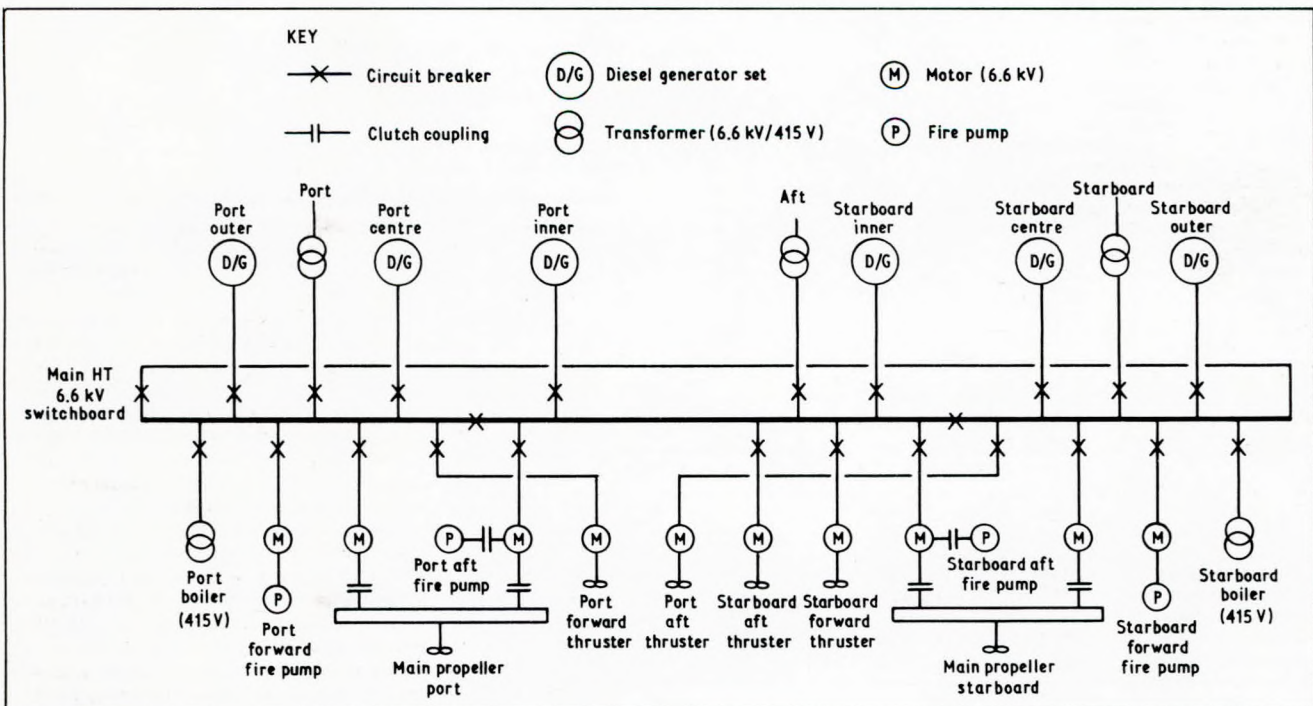 KEY
Circuit breaker
D/G
Diesel generator set
M
Motor (6.6 kV)
Clutch coupling
Transformer (6.6 kV/415 V)
P
Fire pump
Port
outer
D/G
Port
Port
centre
D/G
Port
inner
D/G
Aft
Starboard
inner
D/G
Starboard
centre
D/G
Starboard
Starboard
outer
D/G
Main HT
6.6 kV
switchboard
Port
boiler
(415 V)
M
P
Port
forward
fire pump
M
P
M
Port aft
fire pump
Main propeller
port
M
Port
forward
thruster
M
Port
aft
thruster
M
Starboard
aft
thruster
M
Starboard
forward
thruster
M
P
Starboard aft
fire pump
M
Main propeller
starboard
M
P
Starboard
forward
fire pump
Starboard
boiler
(415 V)